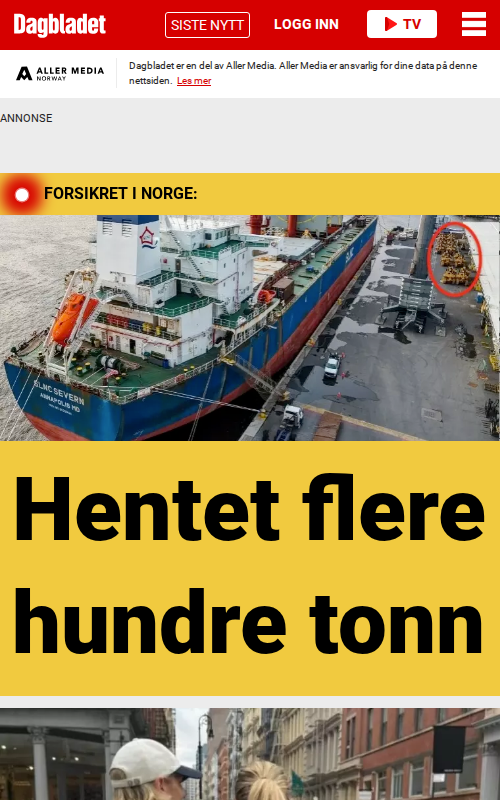 Dagbladet
SISTE NYTT
LOGG INN
TV
ALLER MEDIA
NORWAY
Dagbladet er en del av Aller Media. Aller Media er ansvarlig for dine data på denne
nettsiden. Les mer
ANNONSE
FORSIKRET I NORGE:
SLNC
SLNC SEVERN
ANNAPOLIS MD
Hentet flere
hundre tonn